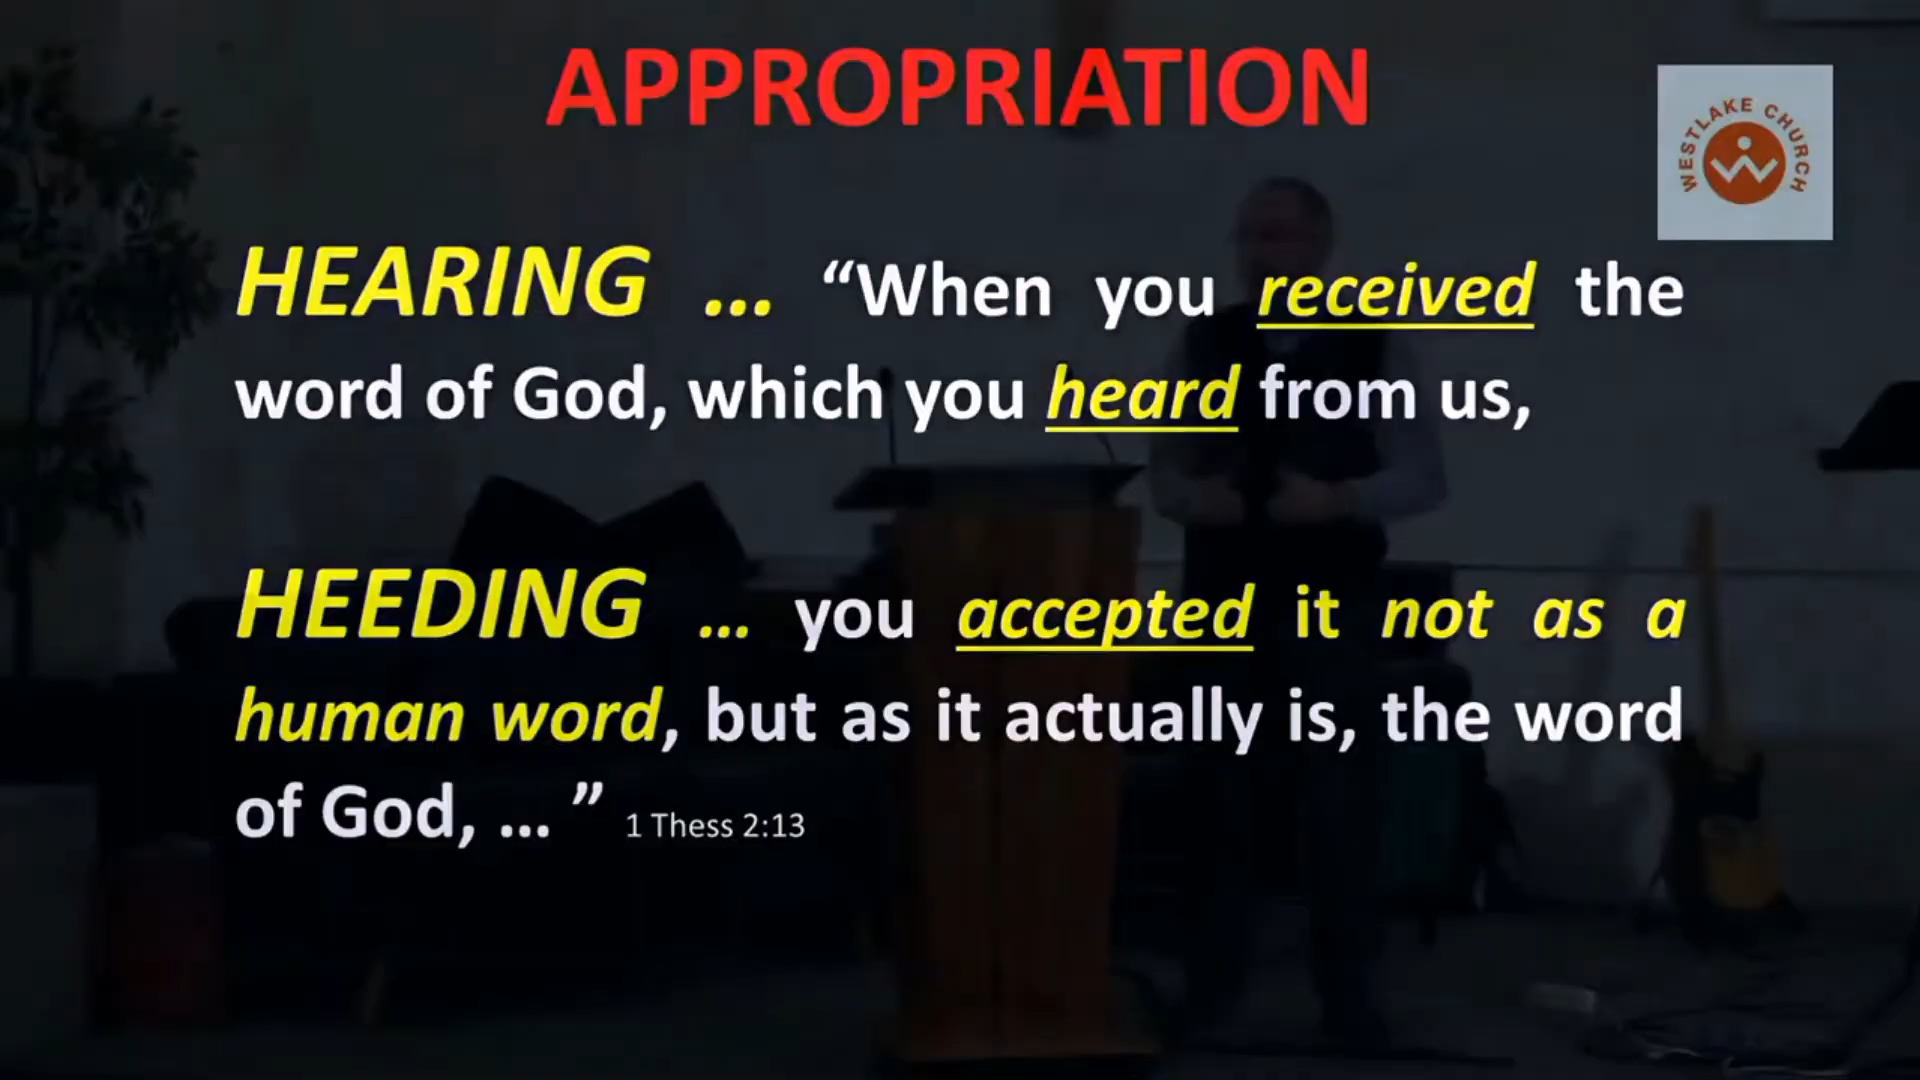 APPROPRIATION
WESTLAKE CHURCH
HEARING ... “When you received the
word of God, which you heard from us,
HEEDING ... you accepted it not as a
human word, but as it actually is, the word
of God, ... ” 1 Thess 2:13